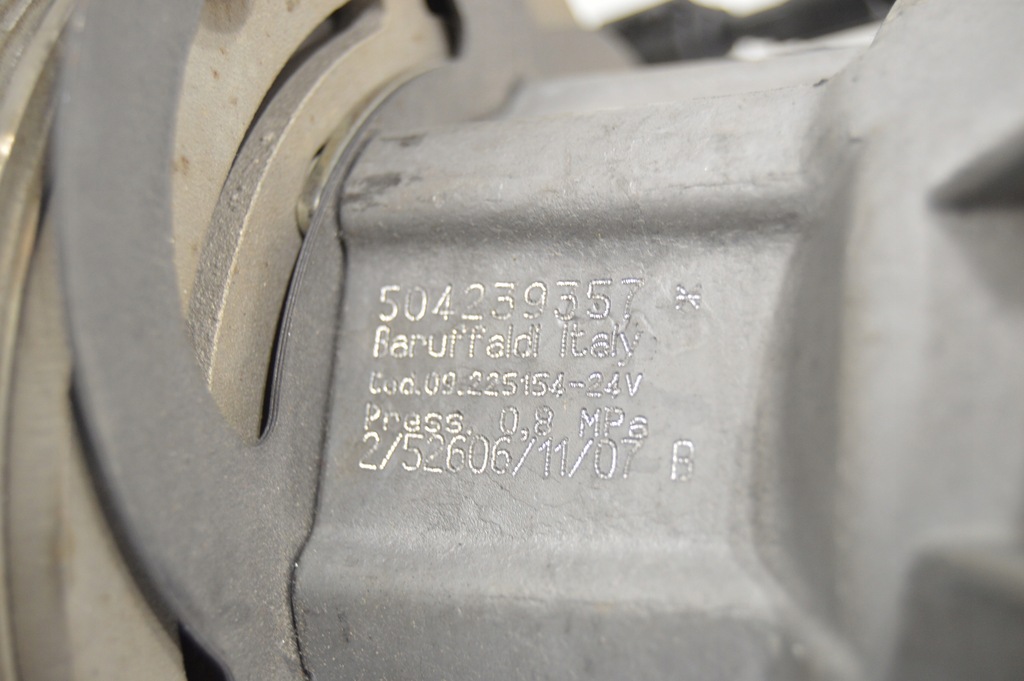 504239357 *
Baruffaldi Italy
Cod.09.225154-24V
Press. 0,8 MPa
2/52606/11/07 B